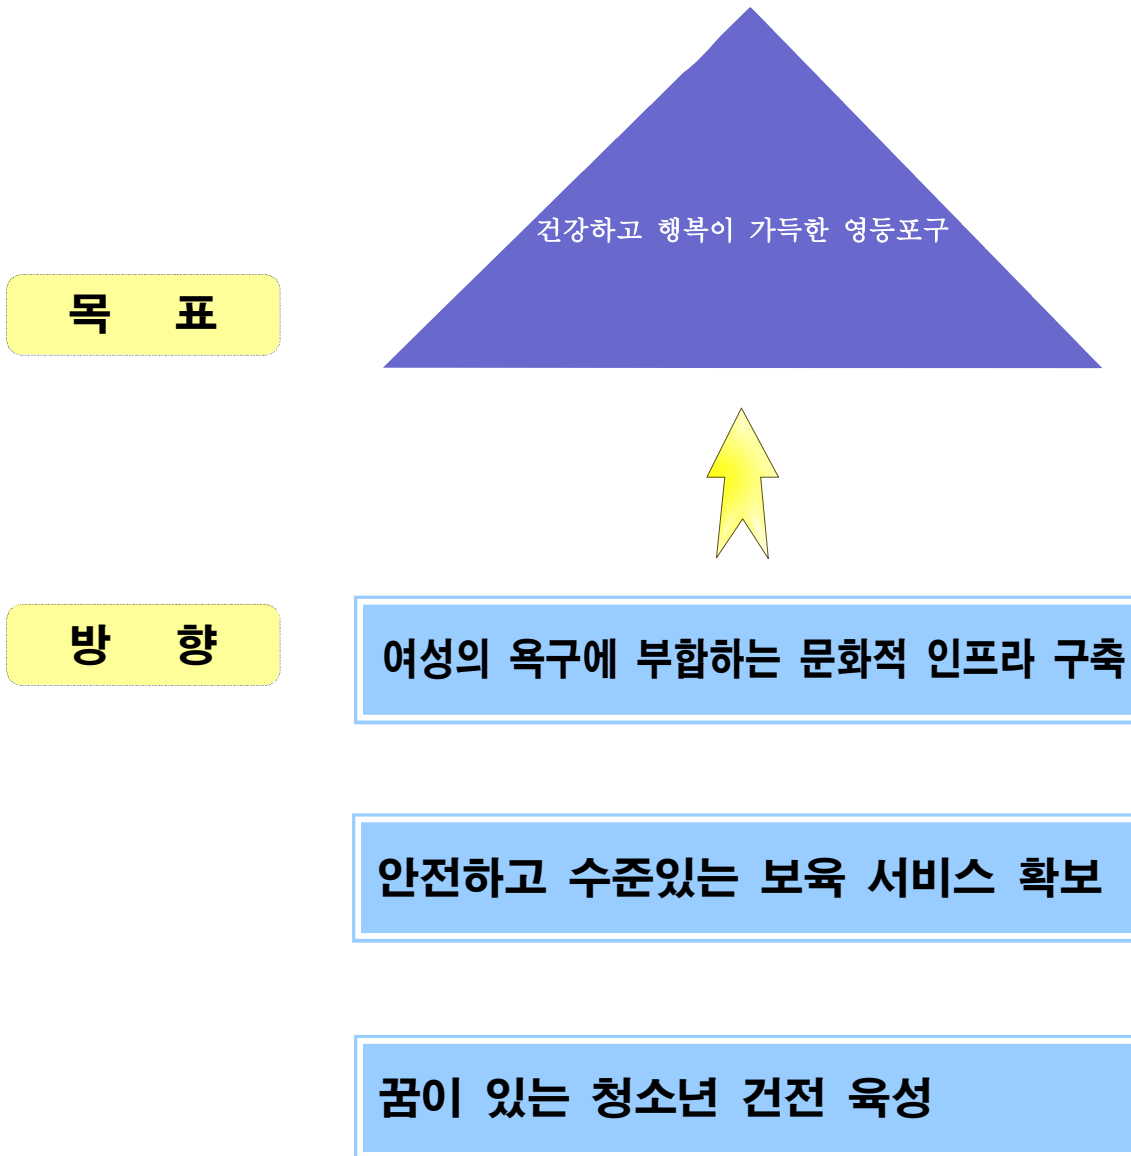 건강하고 행복이 가득한 영등포구
목 표
방 향
여성의 욕구에 부합하는 문화적 인프라 구축
안전하고 수준있는 보육 서비스 확보
꿈이 있는 청소년 건전 육성